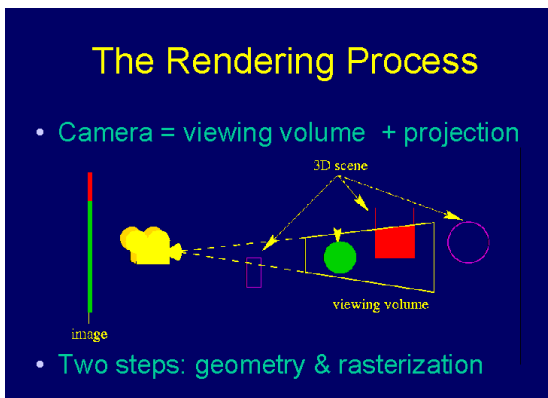 The Rendering Process
• Camera = viewing volume + projection
3D scene
viewing volume
image
• Two steps: geometry & rasterization